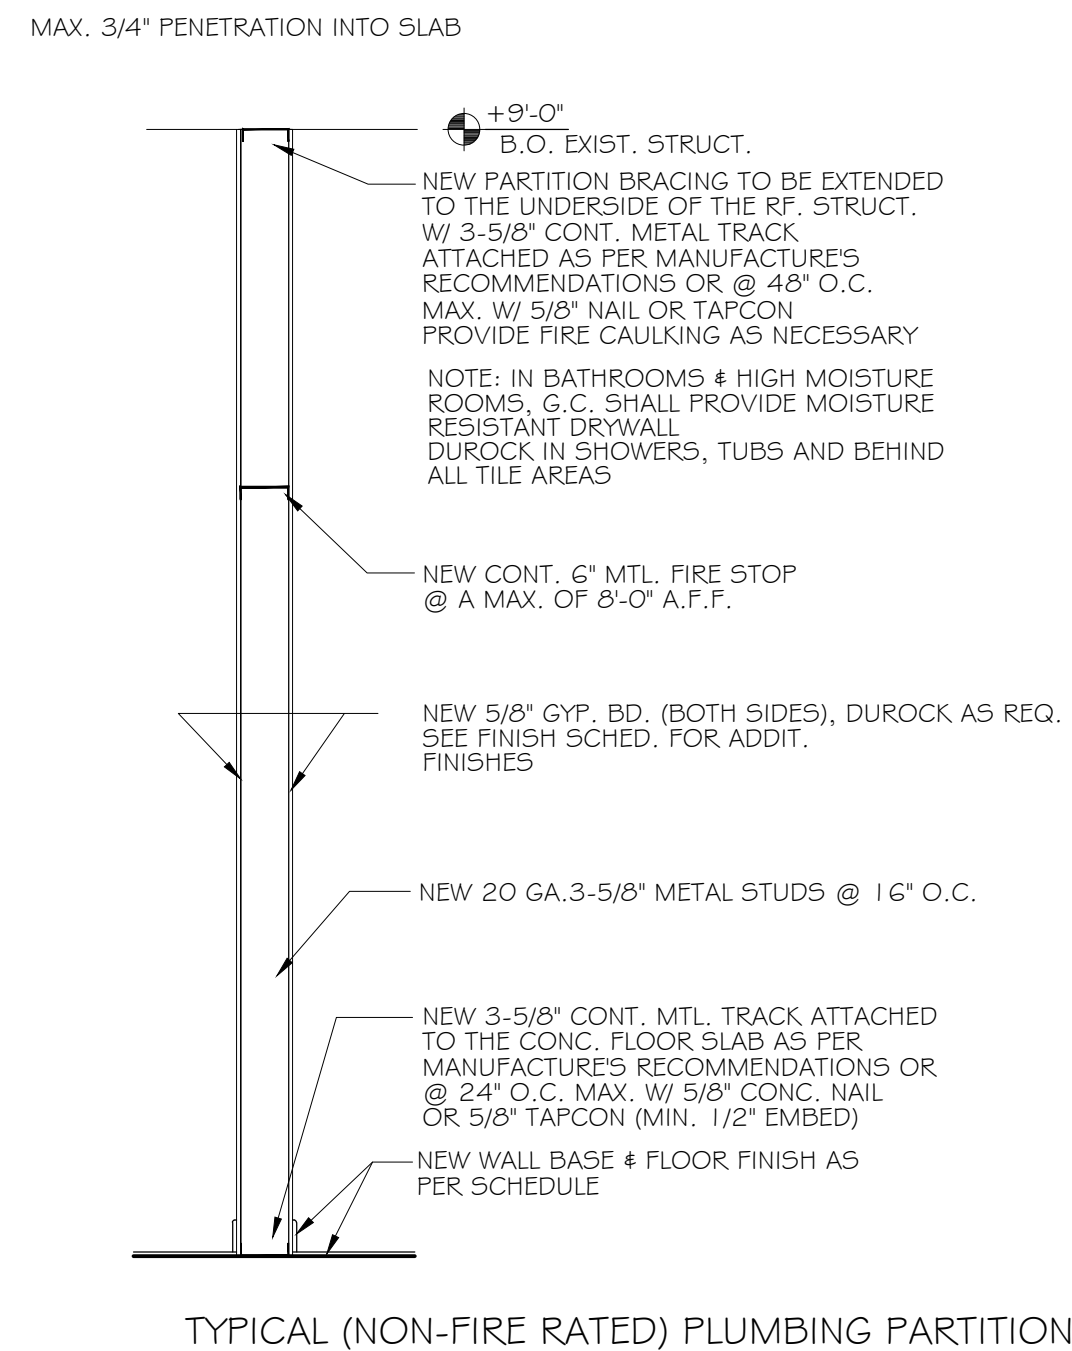 MAX. 3/4" PENETRATION INTO SLAB
+9'-0"
B.O. EXIST. STRUCT.
NEW PARTITION BRACING TO BE EXTENDED
TO THE UNDERSIDE OF THE RF. STRUCT.
W/ 3-5/8" CONT. METAL TRACK
ATTACHED AS PER MANUFACTURE'S
RECOMMENDATIONS OR @ 48" O.C.
MAX. W/ 5/8" NAIL OR TAPCON
PROVIDE FIRE CAULKING AS NECESSARY
NOTE: IN BATHROOMS & HIGH MOISTURE
ROOMS, G.C. SHALL PROVIDE MOISTURE
RESISTANT DRYWALL
DUROCK IN SHOWERS, TUBS AND BEHIND
ALL TILE AREAS
NEW CONT. 6" MTL. FIRE STOP
@ A MAX. OF 8'-0" A.F.F.
NEW 5/8" GYP. BD. (BOTH SIDES), DUROCK AS REQ.
SEE FINISH SCHED. FOR ADDIT.
FINISHES
NEW 20 GA.3-5/8" METAL STUDS @ 16" O.C.
NEW 3-5/8" CONT. MTL. TRACK ATTACHED
TO THE CONC. FLOOR SLAB AS PER
MANUFACTURE'S RECOMMENDATIONS OR
@ 24" O.C. MAX. W/ 5/8" CONC. NAIL
OR 5/8" TAPCON (MIN. 1/2" EMBED)
NEW WALL BASE & FLOOR FINISH AS
PER SCHEDULE
TYPICAL (NON-FIRE RATED) PLUMBING PARTITION